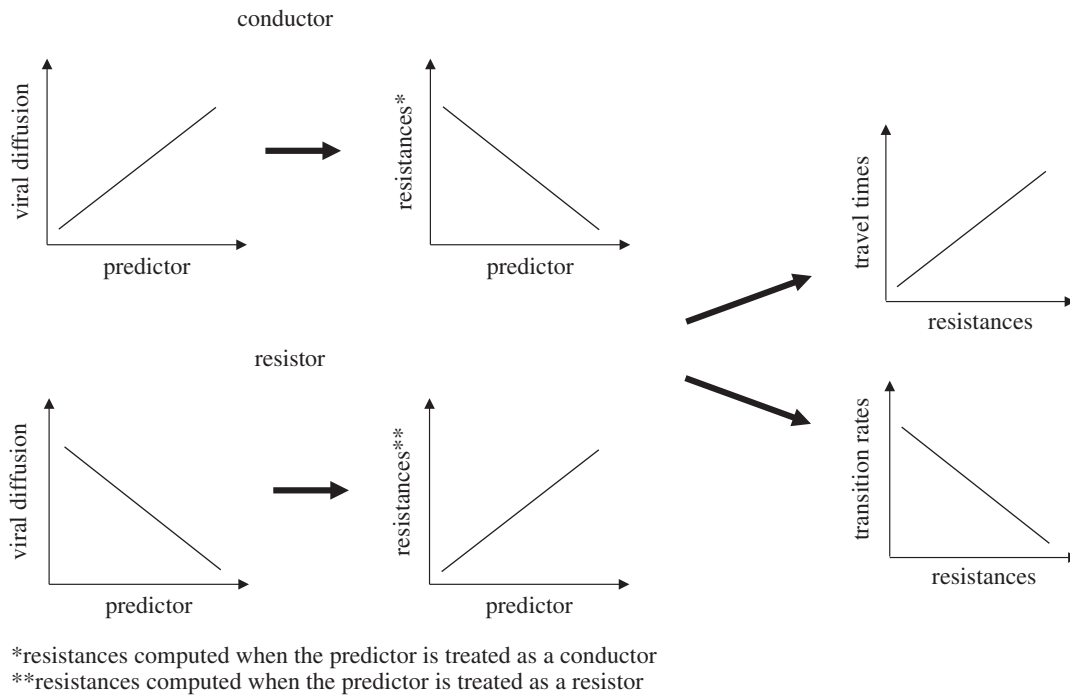 conductor
viral diffusion
predictor
resistances*
predictor
resistor
viral diffusion
predictor
resistances**
predictor
travel times
resistances
transition rates
resistances
*resistances computed when the predictor is treated as a conductor
**resistances computed when the predictor is treated as a resistor